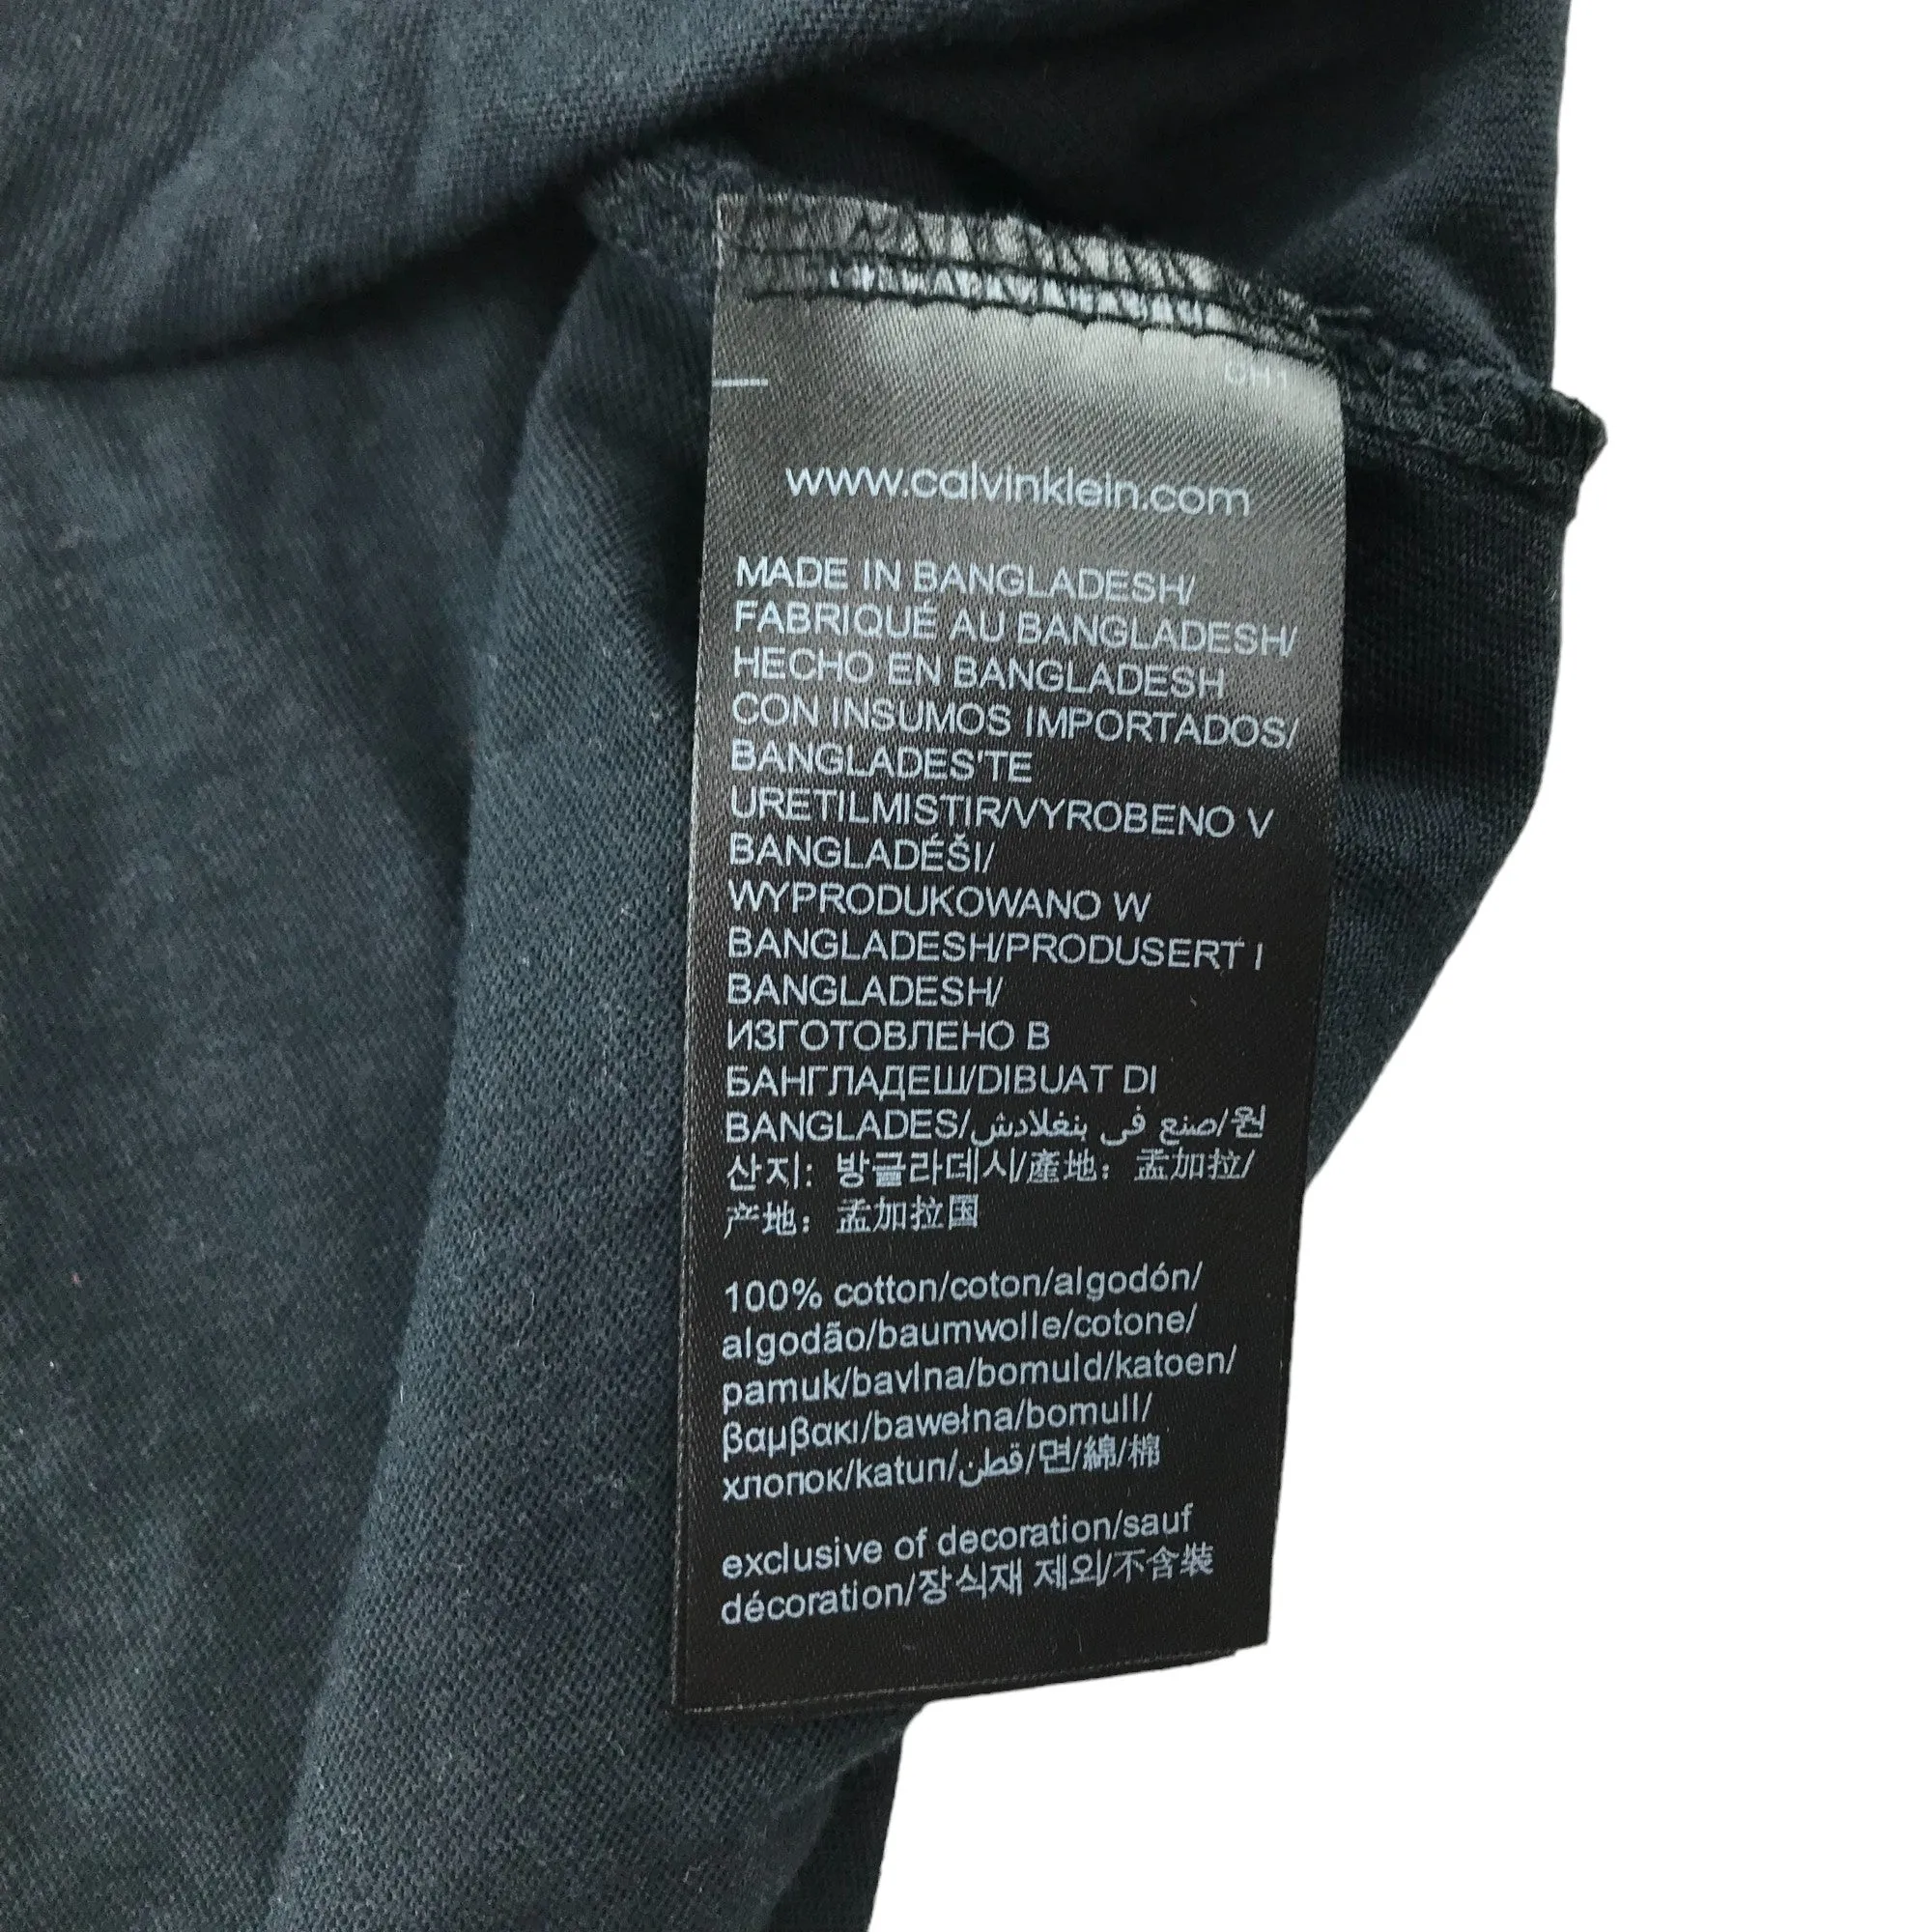 CH1
www.calvinklein.com
MADE IN BANGLADESH/
FABRIQUÉ AU BANGLADESH/
HECHO EN BANGLADESH
CON INSUMOS IMPORTADOS/
BANGLADES'TE
URETILMISTIR/VYROBENO V
BANGLADÉŠI/
WYPRODUKOWANO W
BANGLADESH/PRODUSERT I
BANGLADESH/
ИЗГОТОВЛЕНО В
БАНГЛАДЕШ/DIBUAT DI
BANGLADES/صنع في بنغلادش/원
산지: 방글라데시/產地：孟加拉/
产地：孟加拉国
100% cotton/coton/algodón/
algodão/baumwolle/cotone/
pamuk/bavlna/bomuld/katoen/
βαμβακι/bawełna/bomull/
хлопок/katun/قطن/면/綿/棉
exclusive of decoration/sauf
décoration/장식재 제외/不含裝